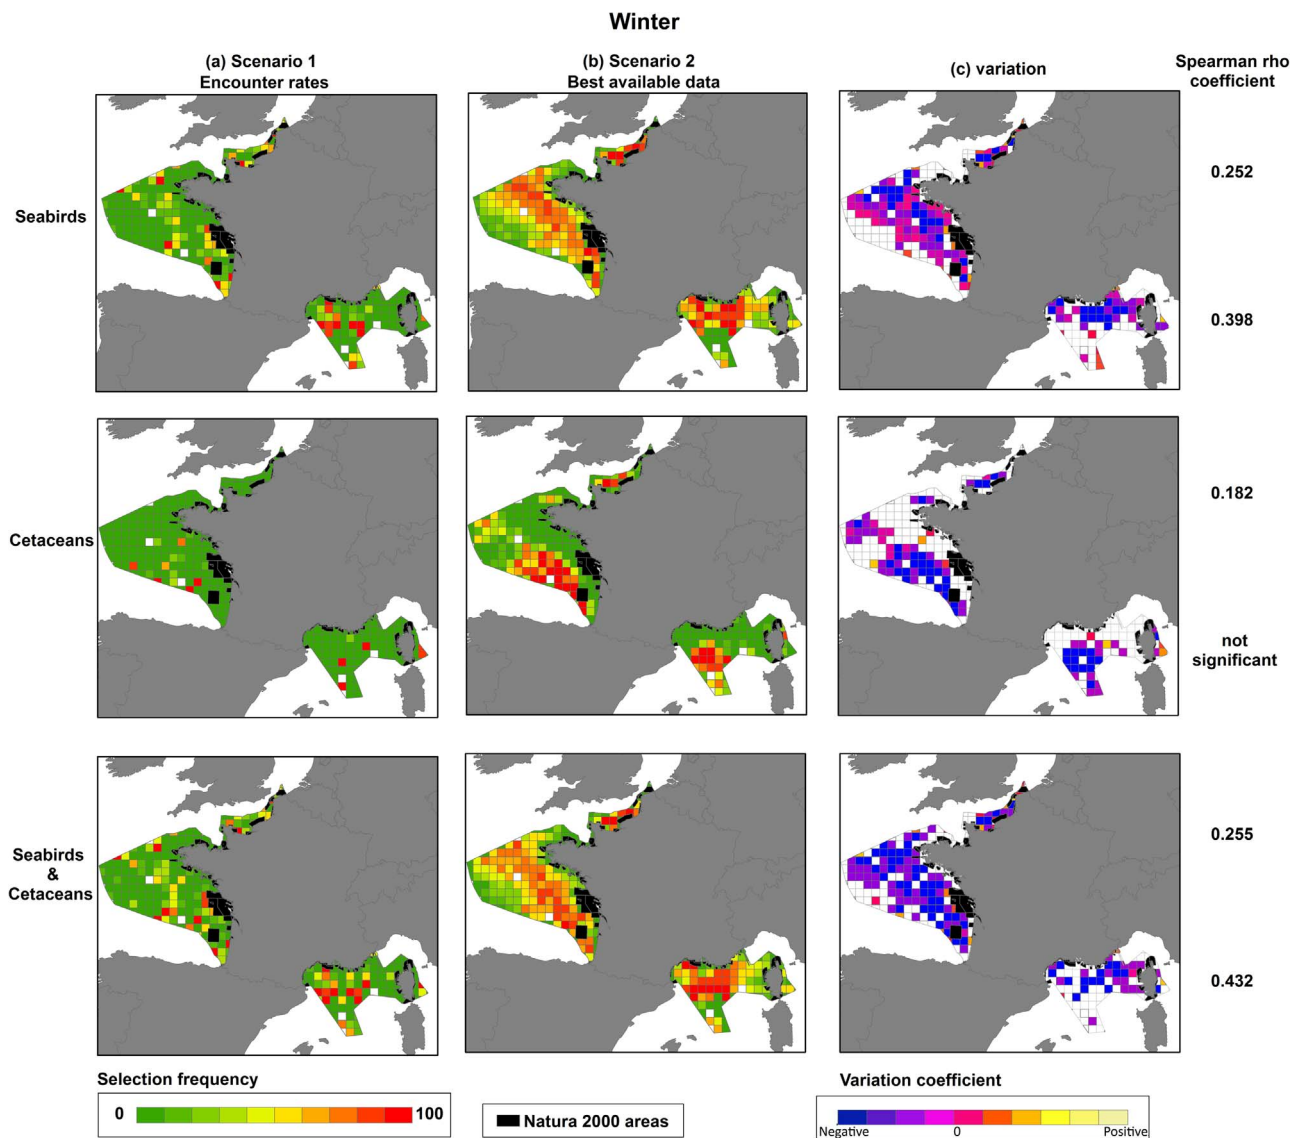 Winter
(a) Scenario 1
Encounter rates
(b) Scenario 2
Best available data
(c) variation
Spearman rho
coefficient
Seabirds
0.252
0.398
Cetaceans
0.182
not
significant
Seabirds
&
Cetaceans
0.255
0.432
Selection frequency
0
100
Natura 2000 areas
Variation coefficient
Negative
0
Positive